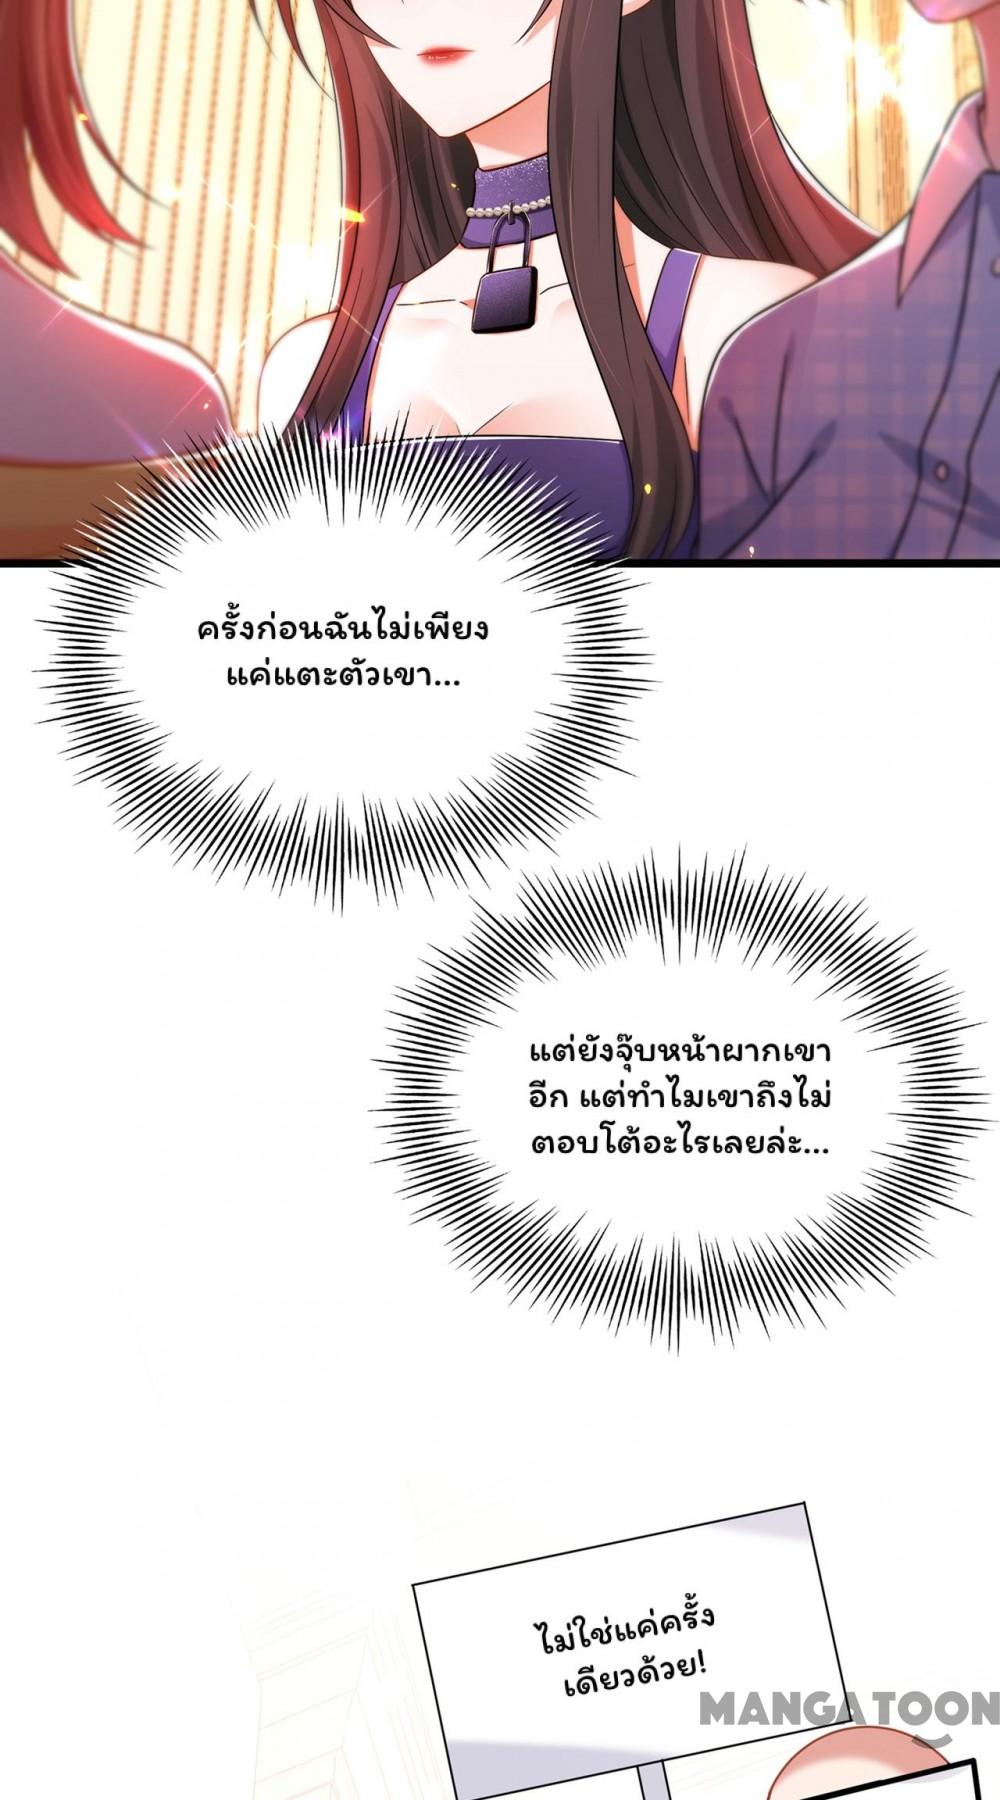 ครั้งก่อนฉันไม่เพียง
แค่แตะตัวเขา...
แต่ยังจุ๊บหน้าผากเขา
อีก แต่ทำไมเขาถึงไม่
ตอบโต้อะไรเลยล่ะ...
ไม่ใช่แค่ครั้ง
เดียวด้วย!
MANGATOON